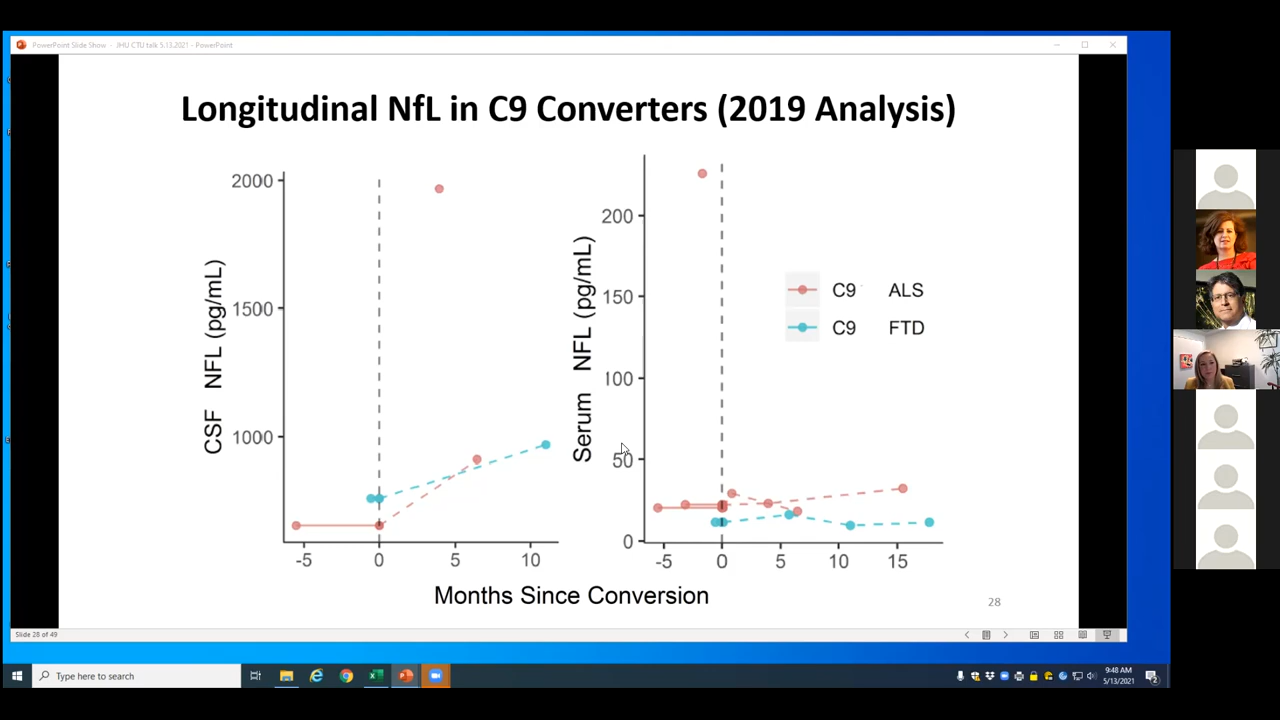 PowerPoint Slide Show - JHU CTU talk 5.13.2021 - PowerPoint
Longitudinal NfL in C9 Converters (2019 Analysis)
CSF NFL (pg/mL)
2000
1500
1000
-5 0 5 10
Serum NFL (pg/mL)
200
150
100
50
0
-5 0 5 10 15
C9 ALS
C9 FTD
Months Since Conversion
28
Slide 28 of 49
Type here to search
9:48 AM
5/13/2021
2